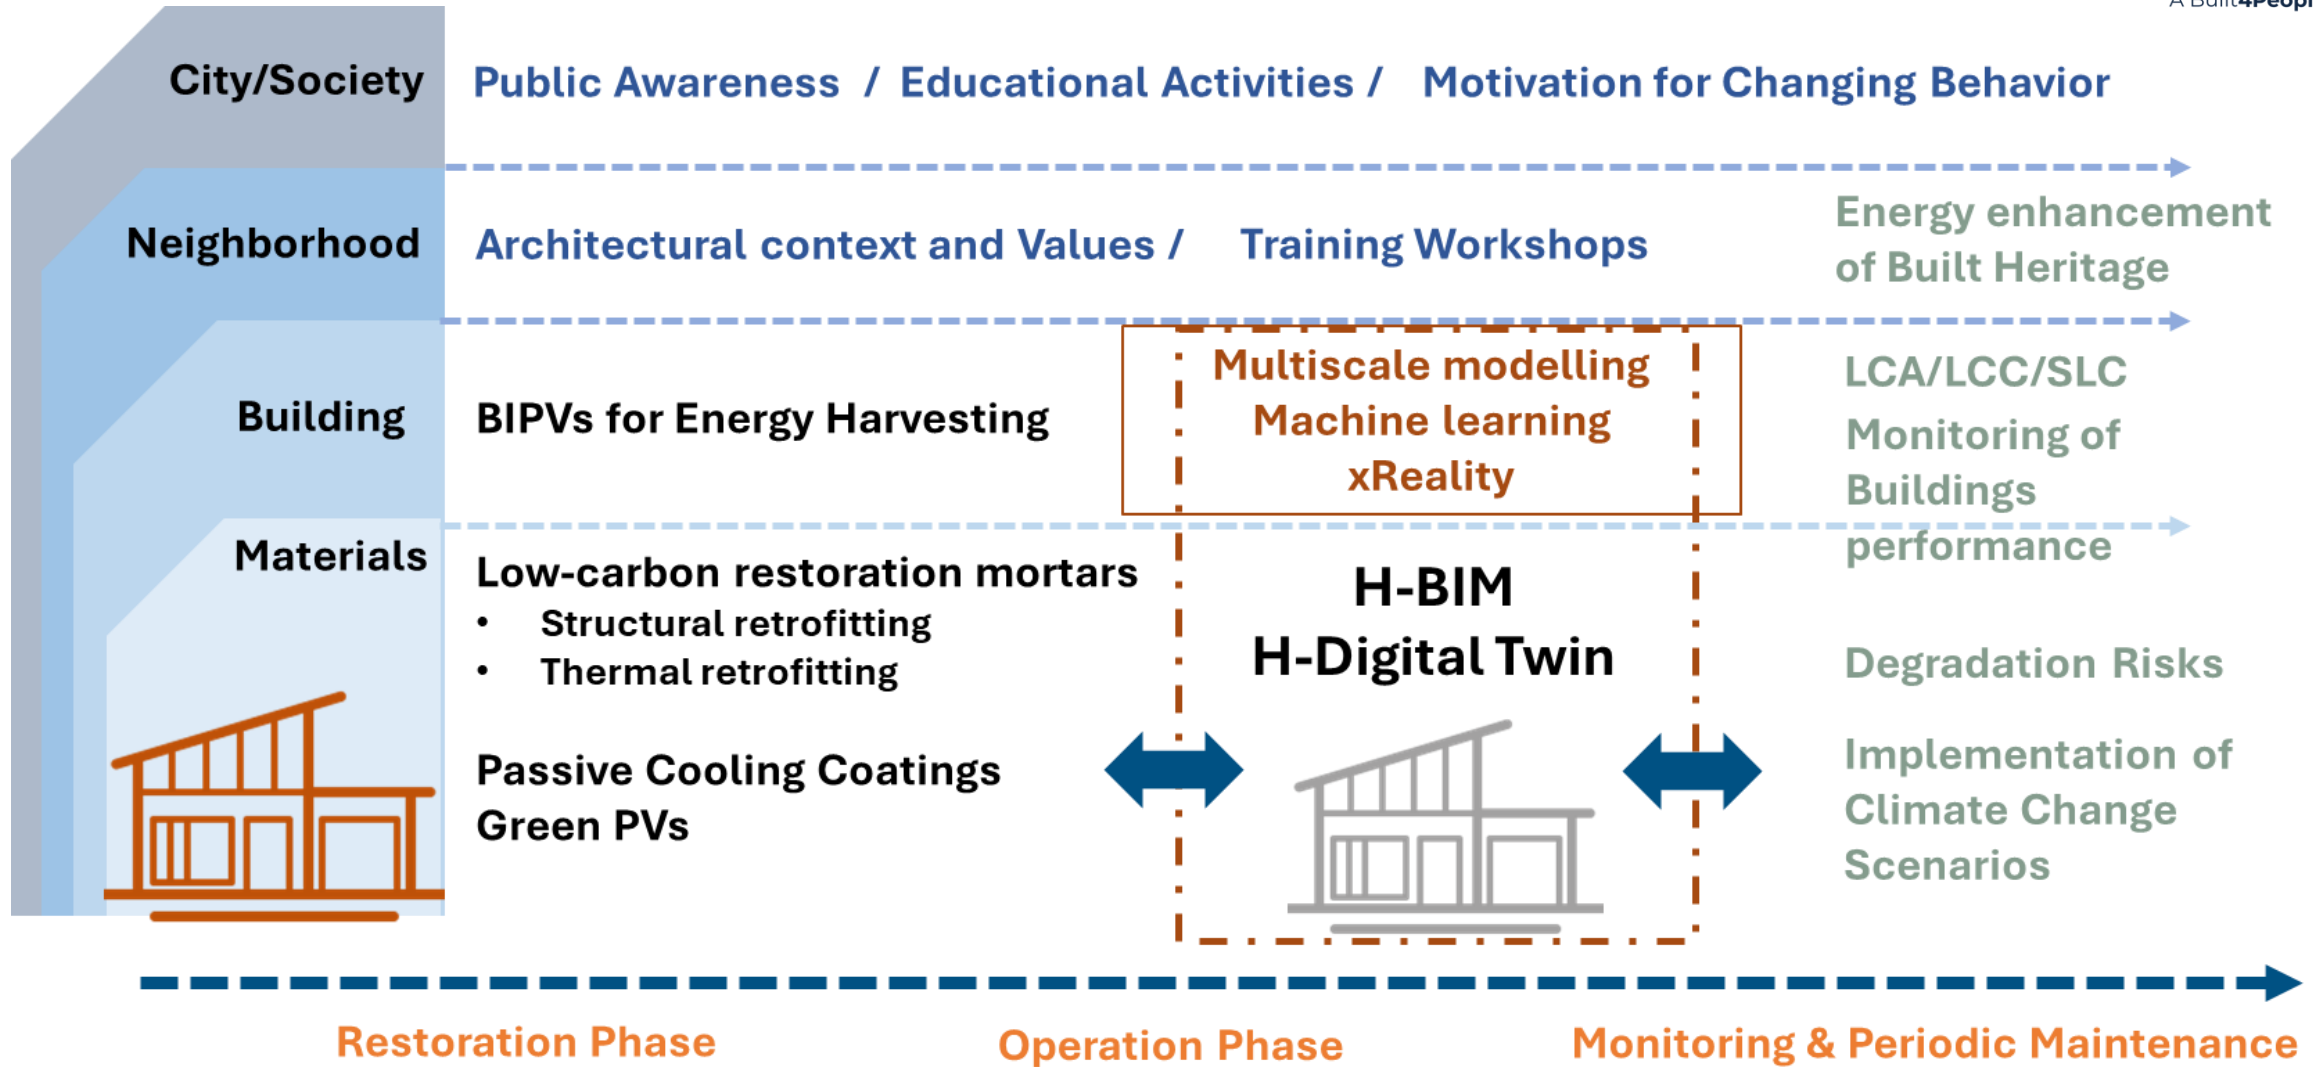 A Built4Peopl
City/Society
Public Awareness / Educational Activities / Motivation for Changing Behavior
Neighborhood
Architectural context and Values / Training Workshops
Energy enhancement
of Built Heritage
Building
BIPVs for Energy Harvesting
Multiscale modelling
Machine learning
xReality
LCA/LCC/SLC
Monitoring of
Buildings
performance
Materials
Low-carbon restoration mortars
• Structural retrofitting
• Thermal retrofitting
Passive Cooling Coatings
Green PVs
H-BIM
H-Digital Twin
Degradation Risks
Implementation of
Climate Change
Scenarios
Restoration Phase
Operation Phase
Monitoring & Periodic Maintenance